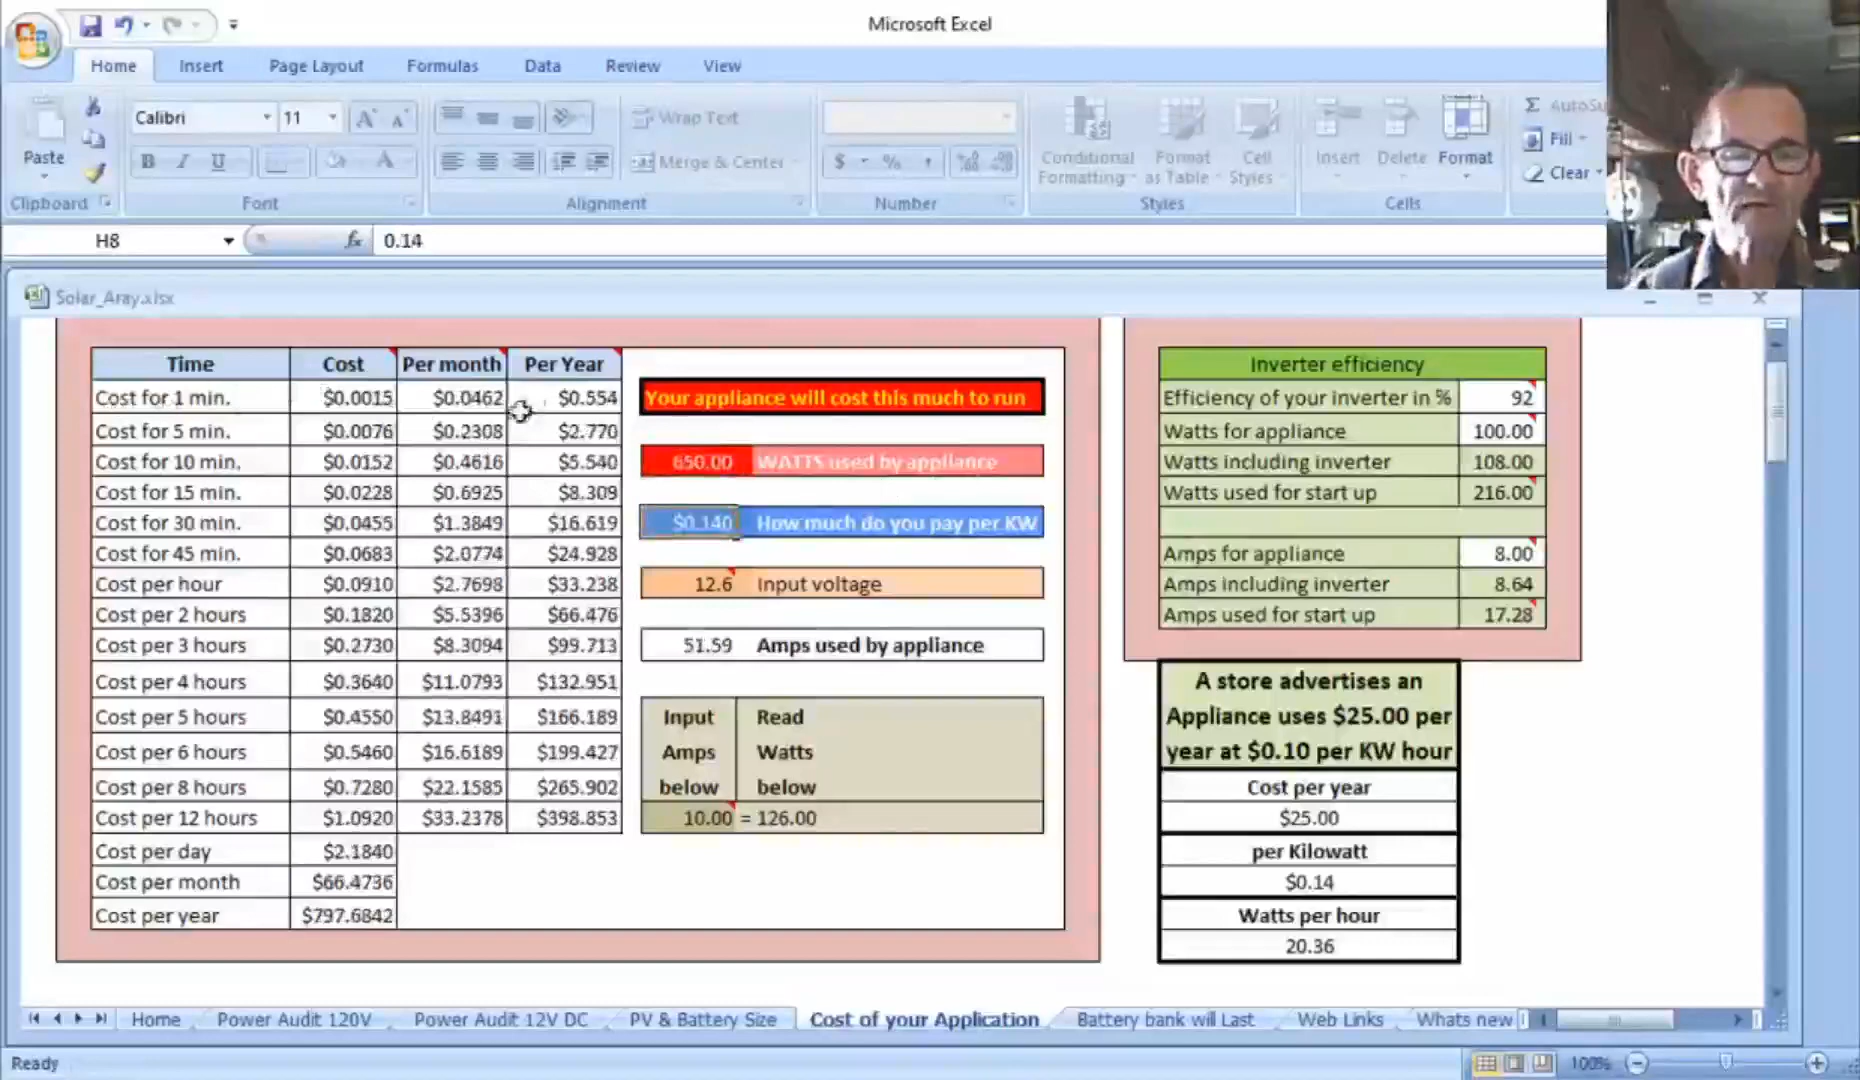 Microsoft Excel
Home Insert Page Layout Formulas Data Review View
Calibri 11 A A Wrap Text Σ AutoSu
Fill
Paste B I U A Merge & Center $ % , Conditional Formatting Format as Table Cell Styles Insert Delete Format Clear
Clipboard Font Alignment Number Styles Cells
H8 fx 0.14
Solar_Aray.xlsx
Time Cost Per month Per Year
Cost for 1 min. $0.0015 $0.0462 $0.554
Cost for 5 min. $0.0076 $0.2308 $2.770
Cost for 10 min. $0.0152 $0.4616 $5.540
Cost for 15 min. $0.0228 $0.6925 $8.309
Cost for 30 min. $0.0455 $1.3849 $16.619
Cost for 45 min. $0.0683 $2.0774 $24.928
Cost per hour $0.0910 $2.7698 $33.238
Cost per 2 hours $0.1820 $5.5396 $66.476
Cost per 3 hours $0.2730 $8.3094 $99.713
Cost per 4 hours $0.3640 $11.0793 $132.951
Cost per 5 hours $0.4550 $13.8491 $166.189
Cost per 6 hours $0.5460 $16.6189 $199.427
Cost per 8 hours $0.7280 $22.1585 $265.902
Cost per 12 hours $1.0920 $33.2378 $398.853
Cost per day $2.1840
Cost per month $66.4736
Cost per year $797.6842
Your appliance will cost this much to run
650.00 WATTS used by appliance
$0.140 How much do you pay per KW
12.6 Input voltage
51.59 Amps used by appliance
Input Read
Amps Watts
below below
10.00 = 126.00
Inverter efficiency
Efficiency of your inverter in % 92
Watts for appliance 100.00
Watts including inverter 108.00
Watts used for start up 216.00
Amps for appliance 8.00
Amps including inverter 8.64
Amps used for start up 17.28
A store advertises an
Appliance uses $25.00 per
year at $0.10 per KW hour
Cost per year
$25.00
per Kilowatt
$0.14
Watts per hour
20.36
Home Power Audit 120V Power Audit 12V DC PV & Battery Size Cost of your Application Battery bank will Last Web Links Whats new
Ready 100%